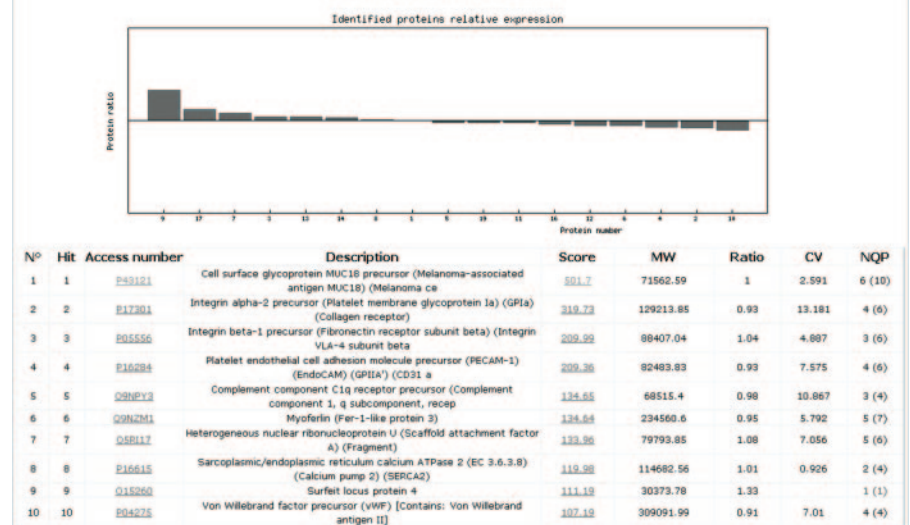 Identified proteins relative expression
Protein ratio
9 17 7 3 13 14 8 1 5 19 11 16 12 6 4 2 10
Protein number
Nº Hit Access number Description Score MW Ratio CV NQP
1 1 P43121 Cell surface glycoprotein MUC18 precursor (Melanoma-associated 501.7 71562.59 1 2.591 6 (10)
antigen MUC18) (Melanoma ce
2 2 P17301 Integrin alpha-2 precursor (Platelet membrane glycoprotein Ia) (GPIa) 319.73 129213.85 0.93 13.181 4 (6)
(Collagen receptor)
3 3 P05556 Integrin beta-1 precursor (Fibronectin receptor subunit beta) (Integrin 209.99 88407.04 1.04 4.887 3 (6)
VLA-4 subunit beta
4 4 P16284 Platelet endothelial cell adhesion molecule precursor (PECAM-1) 209.36 82483.83 0.93 7.575 4 (6)
(EndoCAM) (GPIIA') (CD31 a
5 5 Q9NPY3 Complement component C1q receptor precursor (Complement 134.65 68515.4 0.98 10.867 3 (4)
component 1, q subcomponent, recep
6 6 Q9NZM1 Myoferlin (Fer-1-like protein 3) 134.64 234560.6 0.95 5.792 5 (7)
7 7 Q5RI17 Heterogeneous nuclear ribonucleoprotein U (Scaffold attachment factor 133.96 79793.85 1.08 7.056 5 (6)
A) (Fragment)
8 8 P16615 Sarcoplasmic/endoplasmic reticulum calcium ATPase 2 (EC 3.6.3.8) 119.98 114682.56 1.01 0.926 2 (4)
(Calcium pump 2) (SERCA2)
9 9 O15260 Surfeit locus protein 4 111.19 30373.78 1.33 1 (1)
10 10 P04275 Von Willebrand factor precursor (vWF) [Contains: Von Willebrand 107.19 309091.99 0.91 7.01 4 (4)
antigen II]